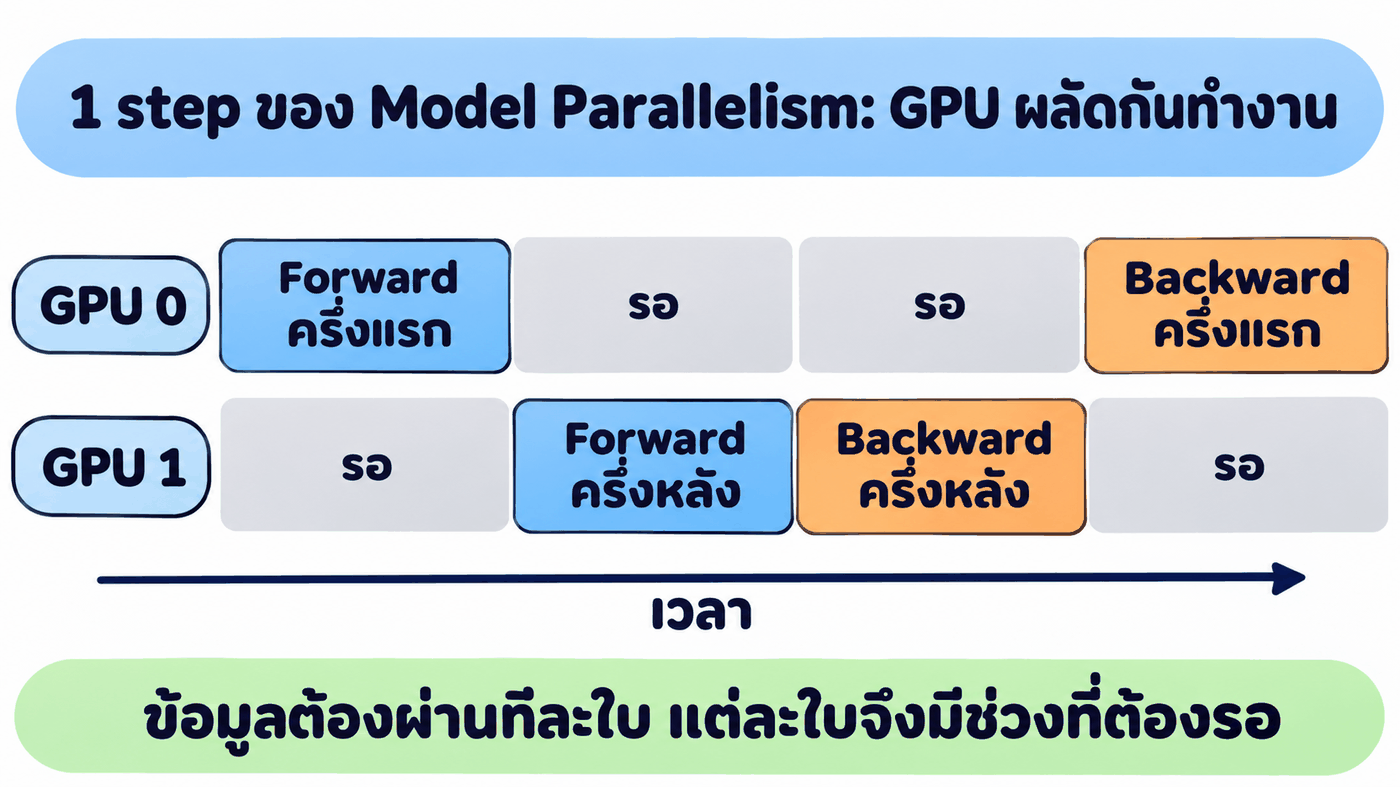 1 step ของ Model Parallelism: GPU ผลัดกันทำงาน
GPU 0
Forward
ครึ่งแรก
รอ
รอ
Backward
ครึ่งแรก
GPU 1
รอ
Forward
ครึ่งหลัง
Backward
ครึ่งหลัง
รอ
เวลา
ข้อมูลต้องผ่านทีละใบ แต่ละใบจึงมีช่วงที่ต้องรอ